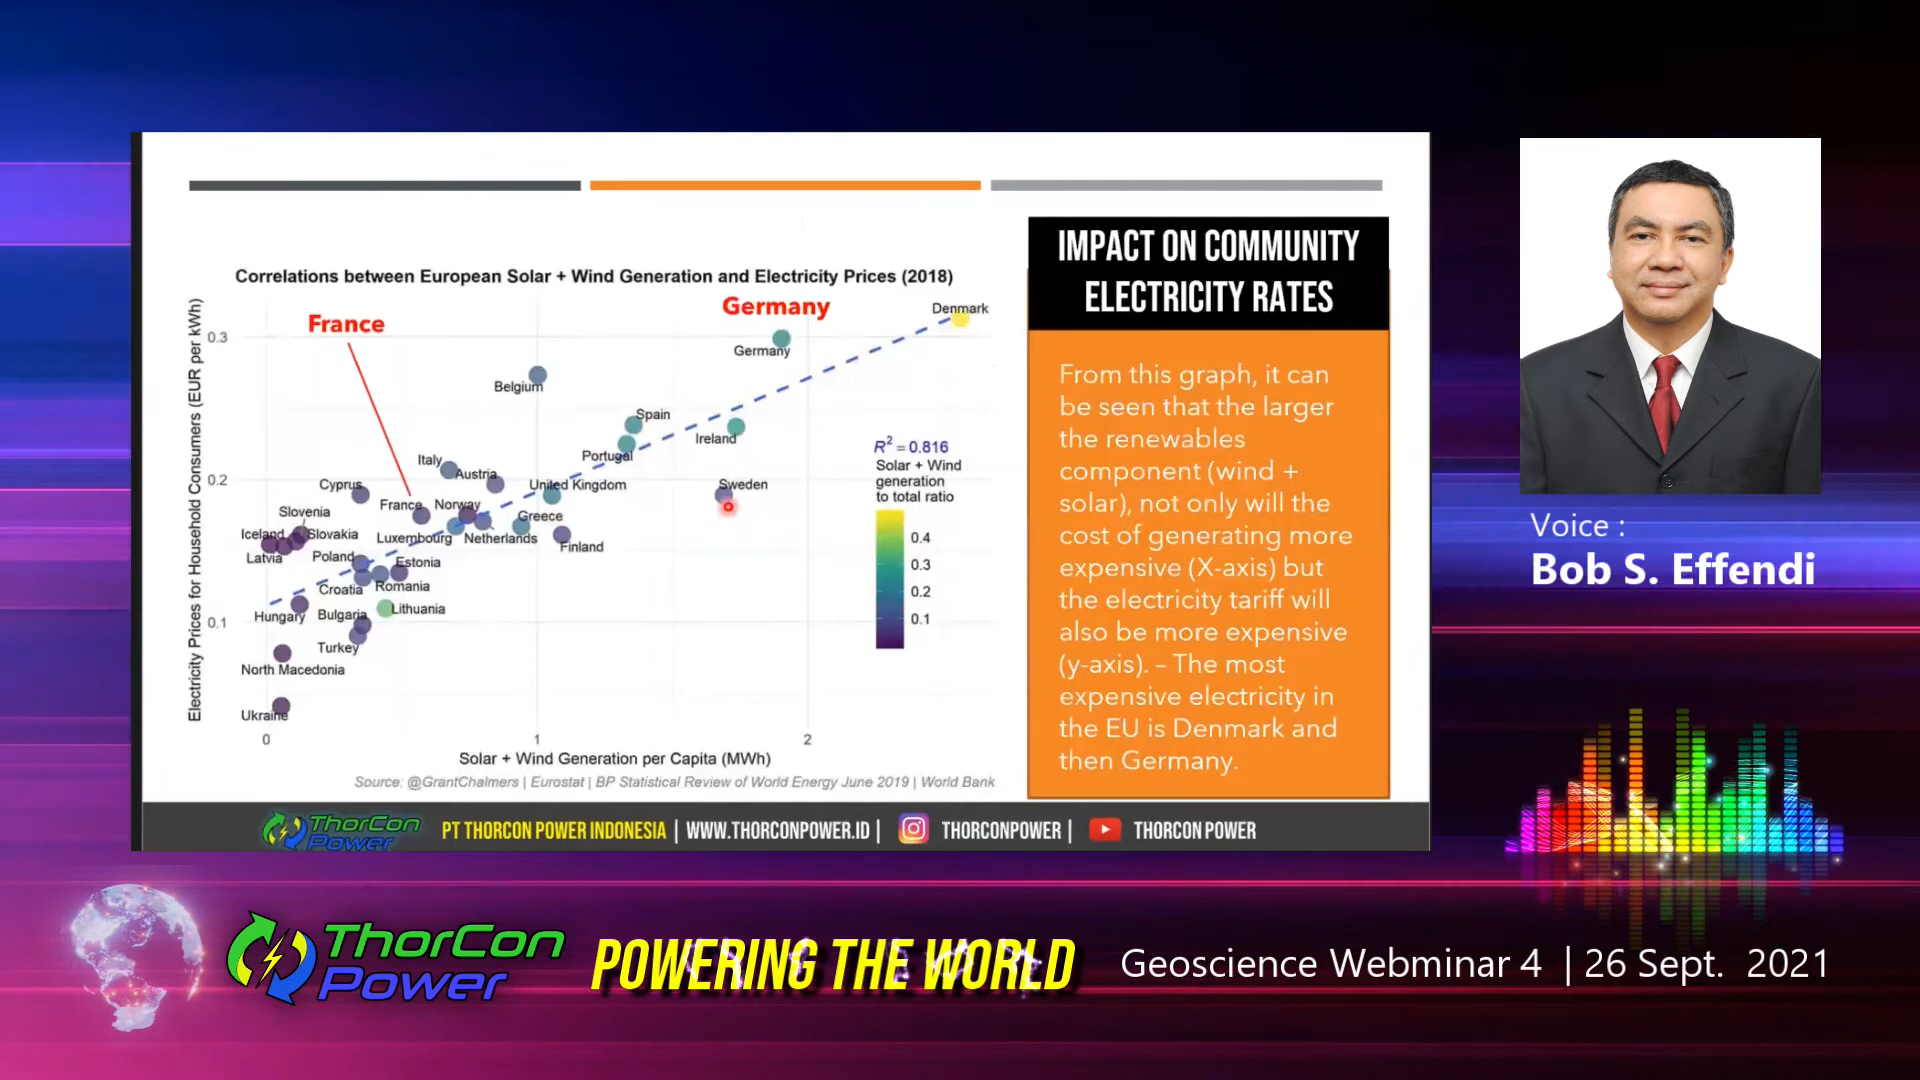 Correlations between European Solar + Wind Generation and Electricity Prices (2018)
Electricity Prices for Household Consumers (EUR per kWh)
0.3
0.2
0.1
France
Germany
Denmark
Germany
Belgium
Spain
Ireland
Portugal
Italy
Austria
United Kingdom
Sweden
Cyprus
France
Norway
Slovenia
Greece
Iceland
Slovakia
Luxembourg
Netherlands
Finland
Latvia
Poland
Estonia
Croatia
Romania
Hungary
Bulgaria
Lithuania
Turkey
North Macedonia
Ukraine
R2 = 0.816
Solar + Wind
generation
to total ratio
0.4
0.3
0.2
0.1
0
1
2
Solar + Wind Generation per Capita (MWh)
Source: @GrantChalmers | Eurostat | BP Statistical Review of World Energy June 2019 | World Bank
IMPACT ON COMMUNITY
ELECTRICITY RATES
From this graph, it can
be seen that the larger
the renewables
component (wind +
solar), not only will the
cost of generating more
expensive (X-axis) but
the electricity tariff will
also be more expensive
(y-axis). – The most
expensive electricity in
the EU is Denmark and
then Germany.
ThorCon
Power
PT THORCON POWER INDONESIA | WWW.THORCONPOWER.ID | THORCONPOWER | THORCON POWER
Voice :
Bob S. Effendi
ThorCon
Power
POWERING THE WORLD
Geoscience Webminar 4 | 26 Sept. 2021